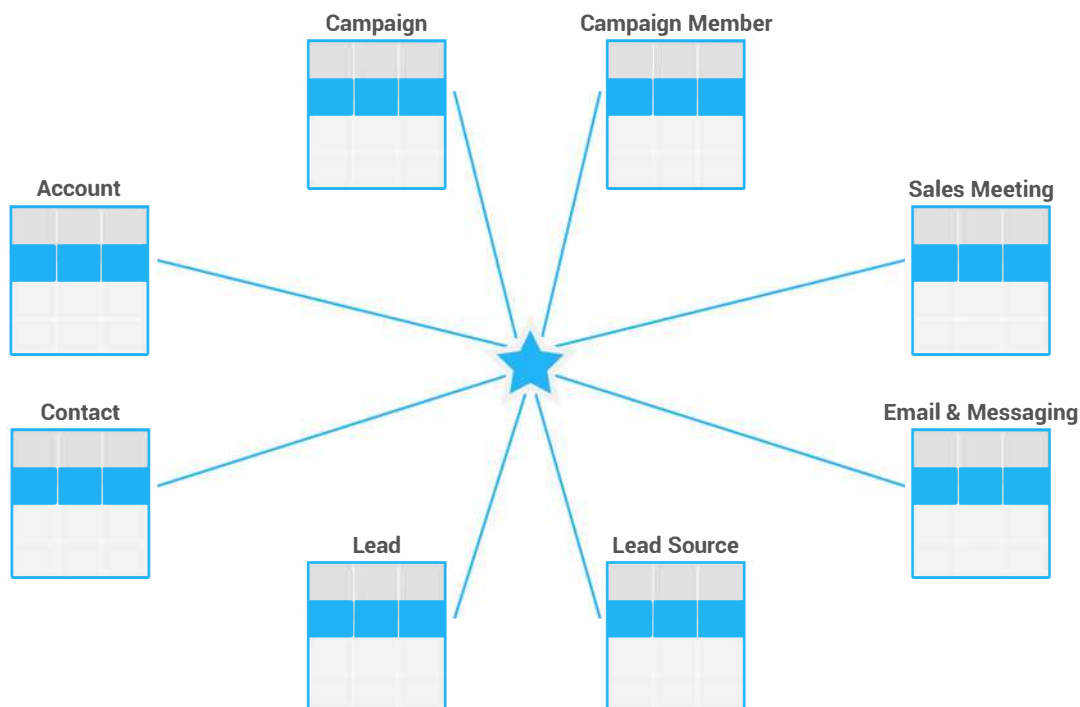 Campaign
Campaign Member
Account
Sales Meeting
Contact
Email & Messaging
Lead
Lead Source